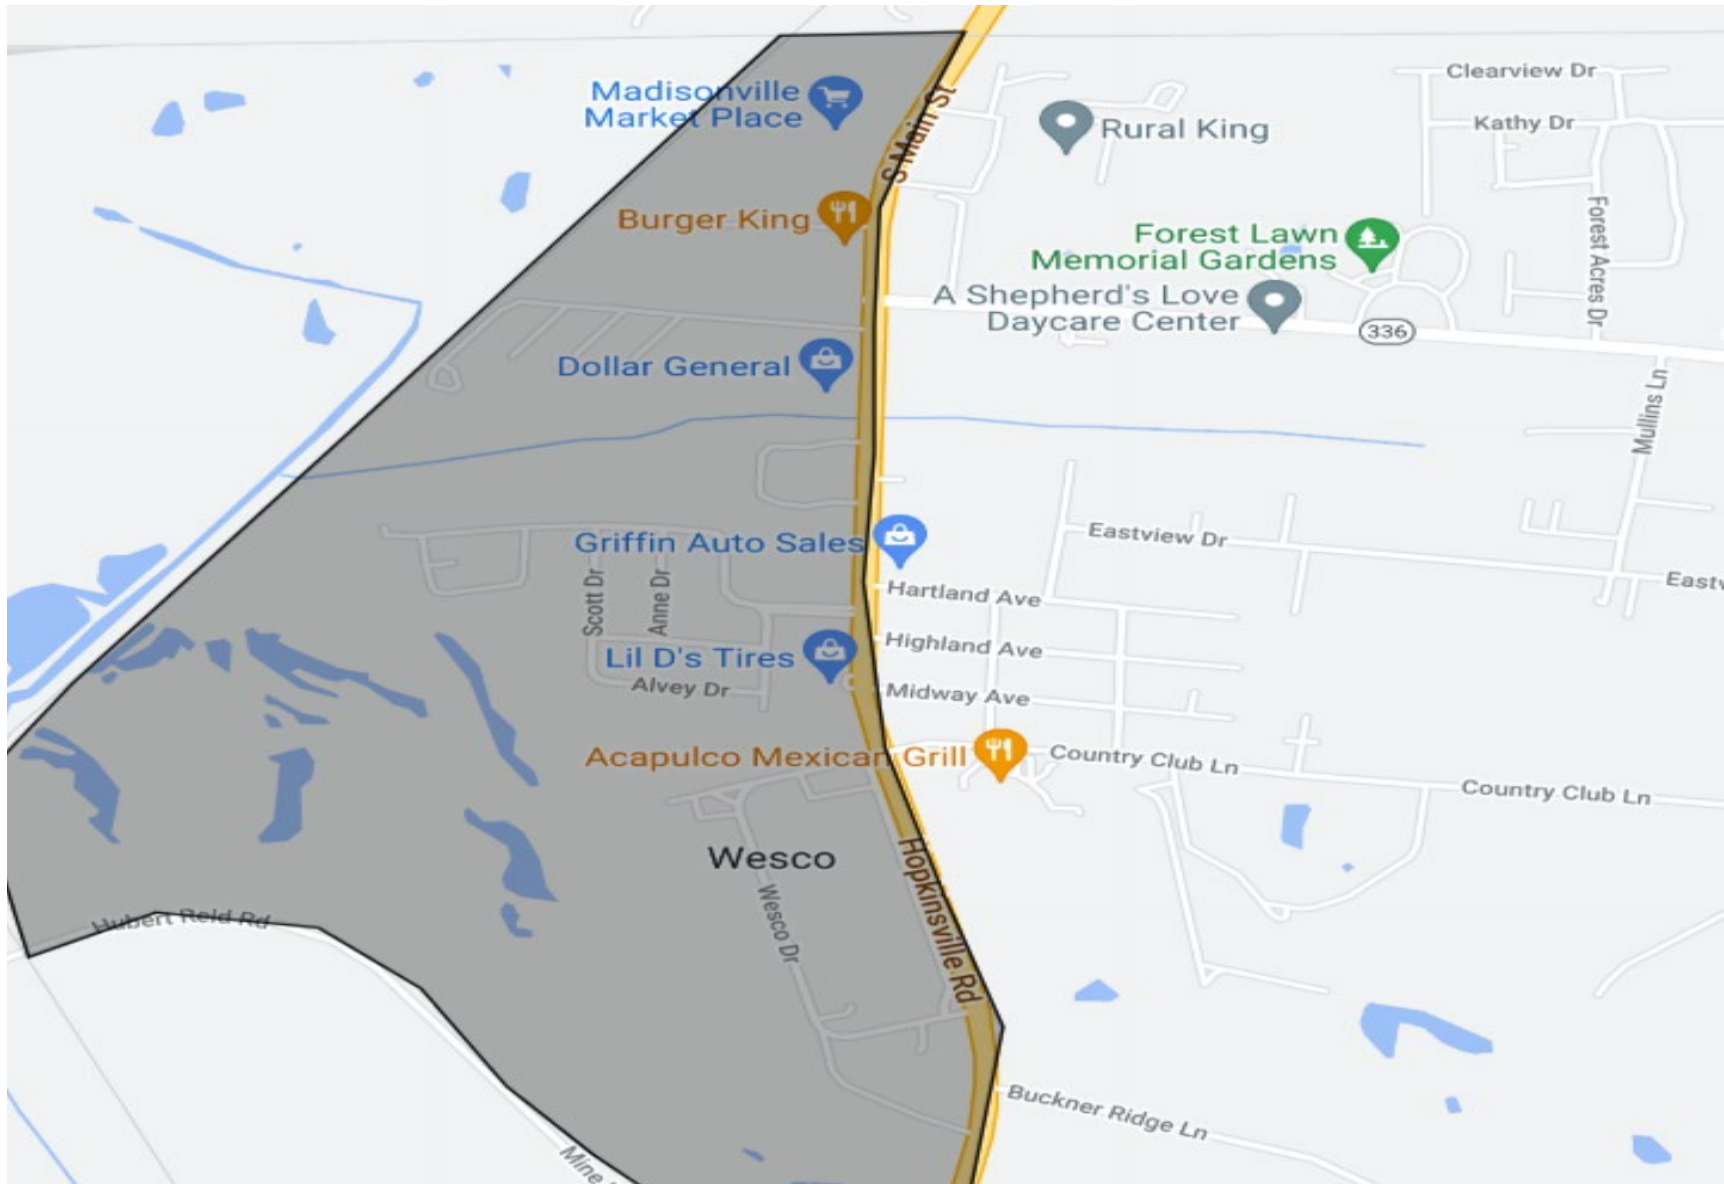 Clearview Dr
Madisonville
Market Place
S Main St
Rural King
Kathy Dr
Burger King
Forest Lawn
Memorial Gardens
Forest Acres Dr
A Shepherd's Love
Daycare Center
336
Dollar General
Mullins Ln
Griffin Auto Sales
Eastview Dr
Eastv
Scott Dr
Anne Dr
Hartland Ave
Highland Ave
Lil D's Tires
Alvey Dr
Midway Ave
Acapulco Mexican Grill
Country Club Ln
Country Club Ln
Wesco
Hopkinsville Rd
Wesco Dr
Hubert Reid Rd
Buckner Ridge Ln
Mine